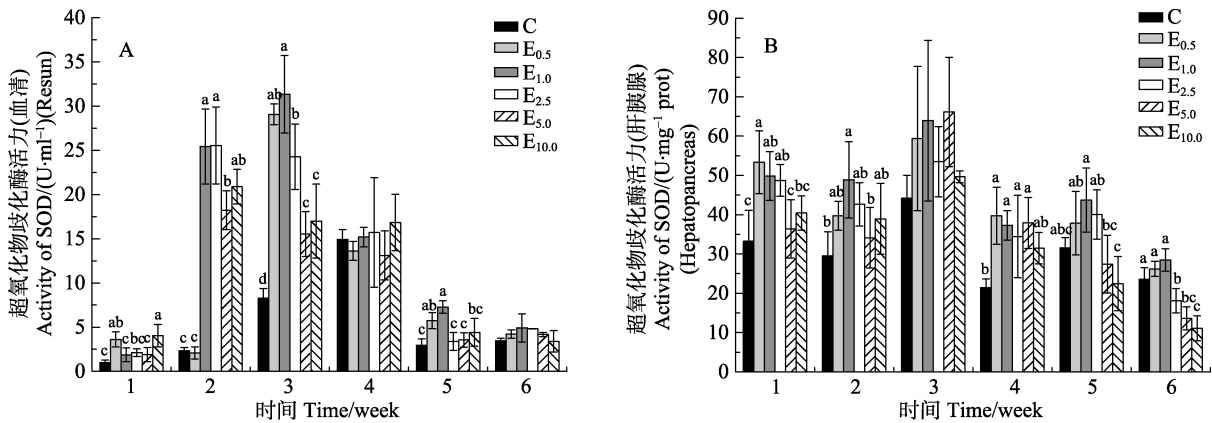 超氧化物歧化酶活力(血清)
Activity of SOD/(U·ml⁻¹)(Resun)
40
35
30
25
20
15
10
5
0
A
C
E0.5
E1.0
E2.5
E5.0
E10.0
c ab c bc c a
c c a a b ab
d ab a b c c
c b a c c bc
1 2 3 4 5 6
时间 Time/week
超氧化物歧化酶活力(肝胰腺)
Activity of SOD/(U·mg⁻¹ prot)
(Hepatopancreas)
90
80
70
60
50
40
30
20
10
0
B
C
E0.5
E1.0
E2.5
E5.0
E10.0
c a ab ab c bc
b ab a ab b ab
b a a a a ab
abc ab a ab bc c
a ab a b bc c
1 2 3 4 5 6
时间 Time/week